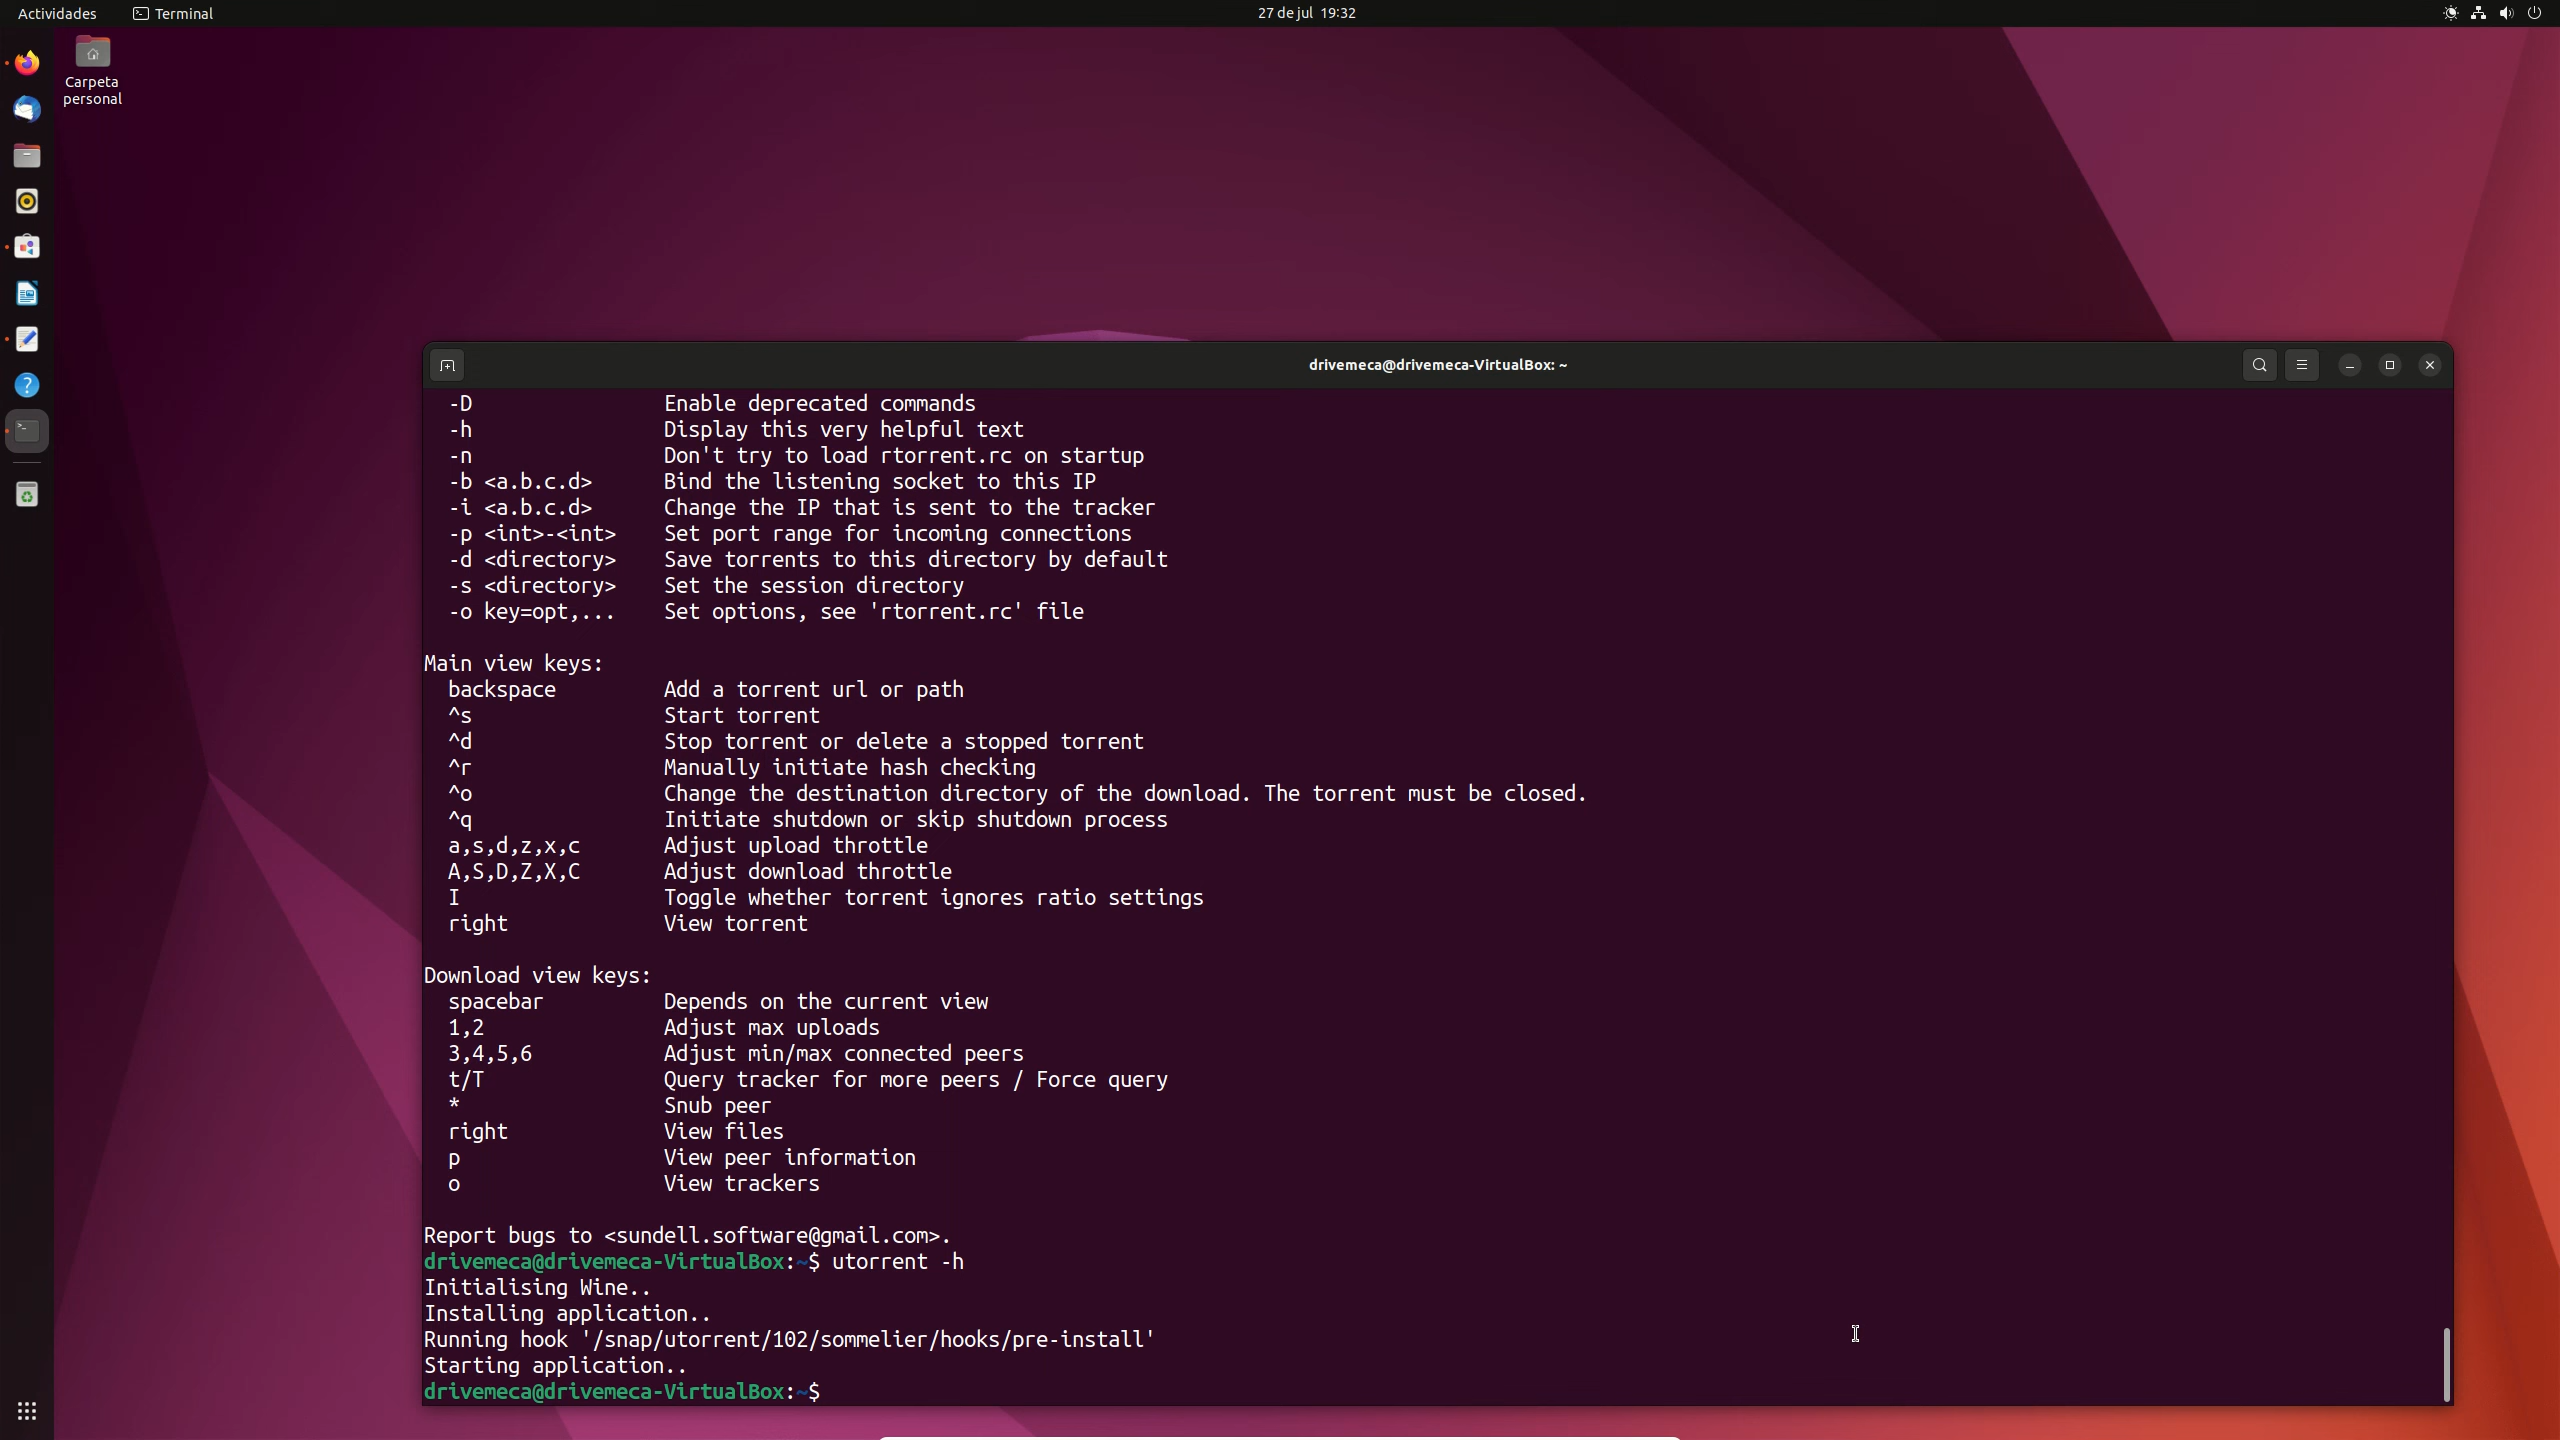 Actividades
Terminal
27 de jul 19:32
Carpeta
personal
drivemeca@drivemeca-VirtualBox: ~
-D Enable deprecated commands
-h Display this very helpful text
-n Don't try to load rtorrent.rc on startup
-b <a.b.c.d> Bind the listening socket to this IP
-i <a.b.c.d> Change the IP that is sent to the tracker
-p <int>-<int> Set port range for incoming connections
-d <directory> Save torrents to this directory by default
-s <directory> Set the session directory
-o key=opt,... Set options, see 'rtorrent.rc' file
Main view keys:
backspace Add a torrent url or path
^s Start torrent
^d Stop torrent or delete a stopped torrent
^r Manually initiate hash checking
^o Change the destination directory of the download. The torrent must be closed.
^q Initiate shutdown or skip shutdown process
a,s,d,z,x,c Adjust upload throttle
A,S,D,Z,X,C Adjust download throttle
I Toggle whether torrent ignores ratio settings
right View torrent
Download view keys:
spacebar Depends on the current view
1,2 Adjust max uploads
3,4,5,6 Adjust min/max connected peers
t/T Query tracker for more peers / Force query
* Snub peer
right View files
p View peer information
o View trackers
Report bugs to <sundell.software@gmail.com>.
drivemeca@drivemeca-VirtualBox:~$ utorrent -h
Initialising Wine..
Installing application..
Running hook '/snap/utorrent/102/sommelier/hooks/pre-install'
Starting application..
drivemeca@drivemeca-VirtualBox:~$